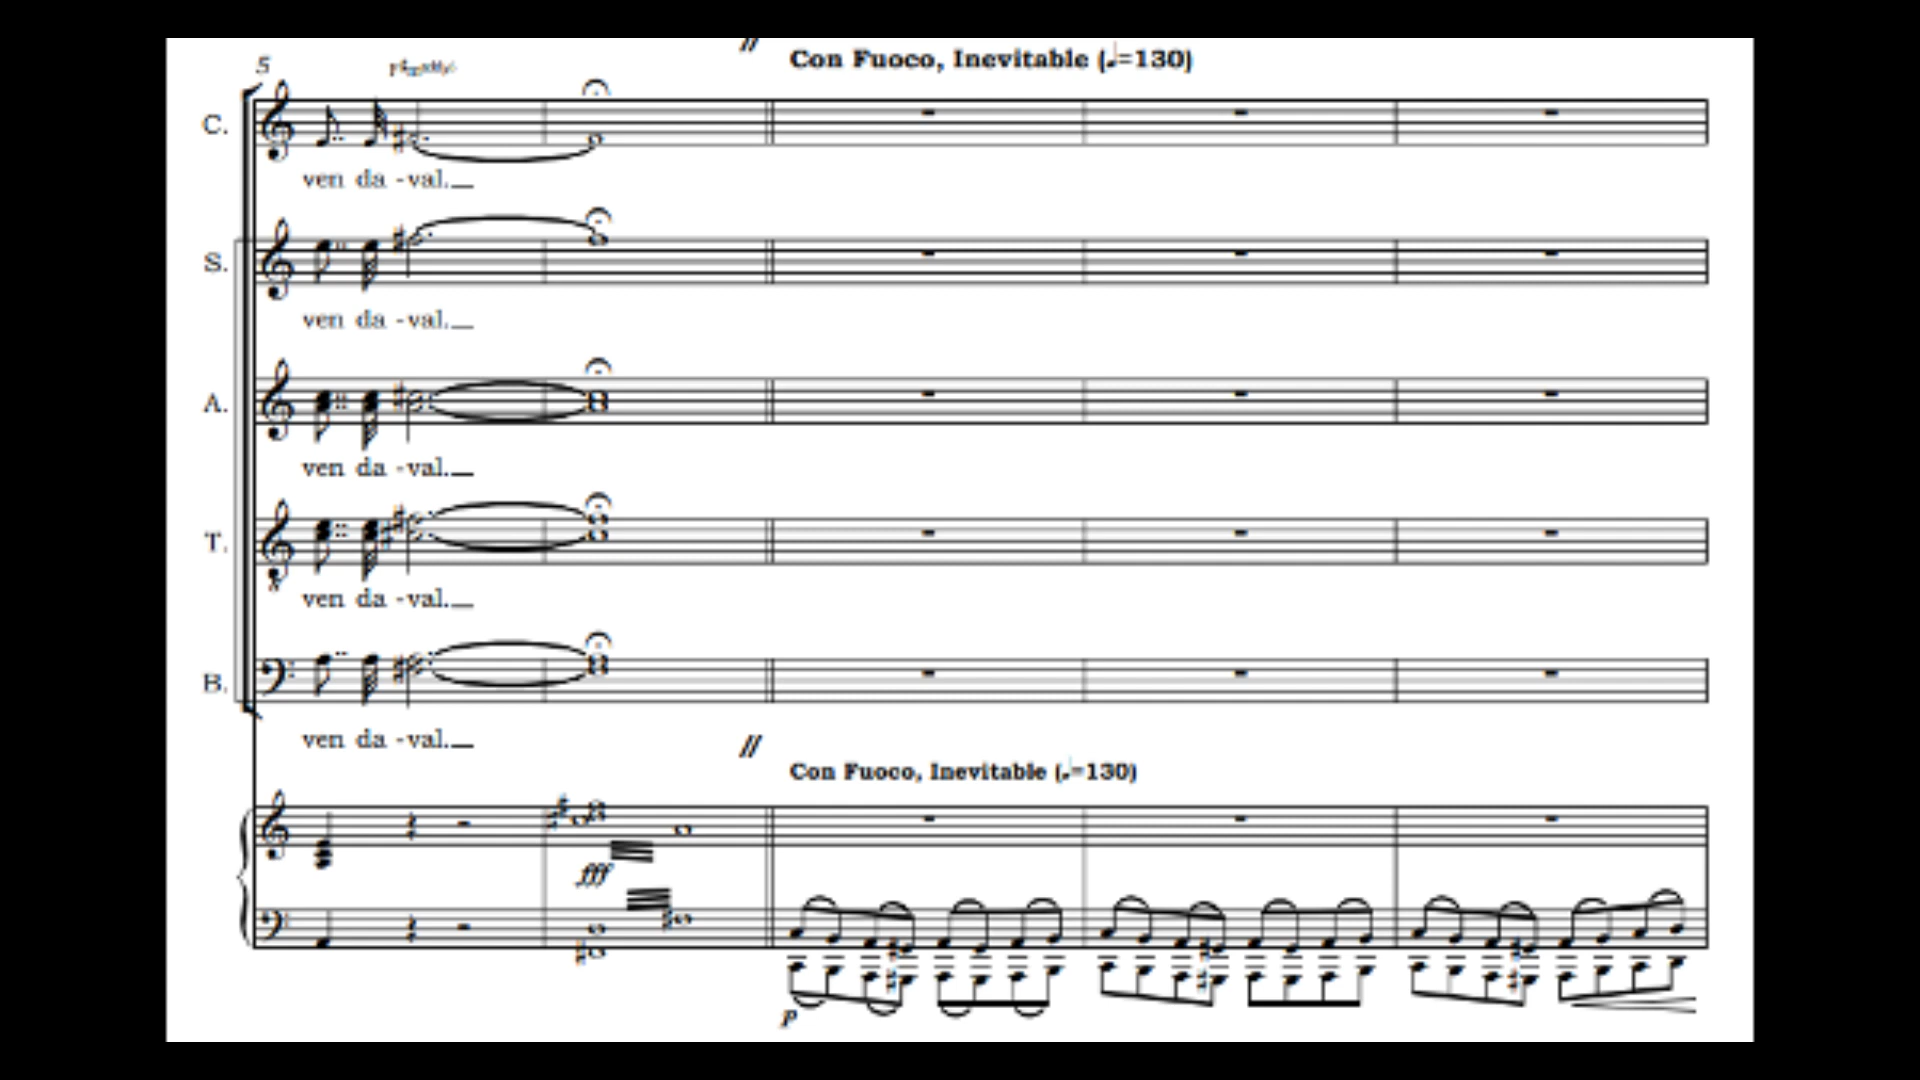 Con Fuoco, Inevitable (♩=130)
5
C.
ven da -val.
S.
ven da -val.
A.
ven da -val.
T.
ven da -val.
B.
ven da -val.
Con Fuoco, Inevitable (♩=130)
fff
p